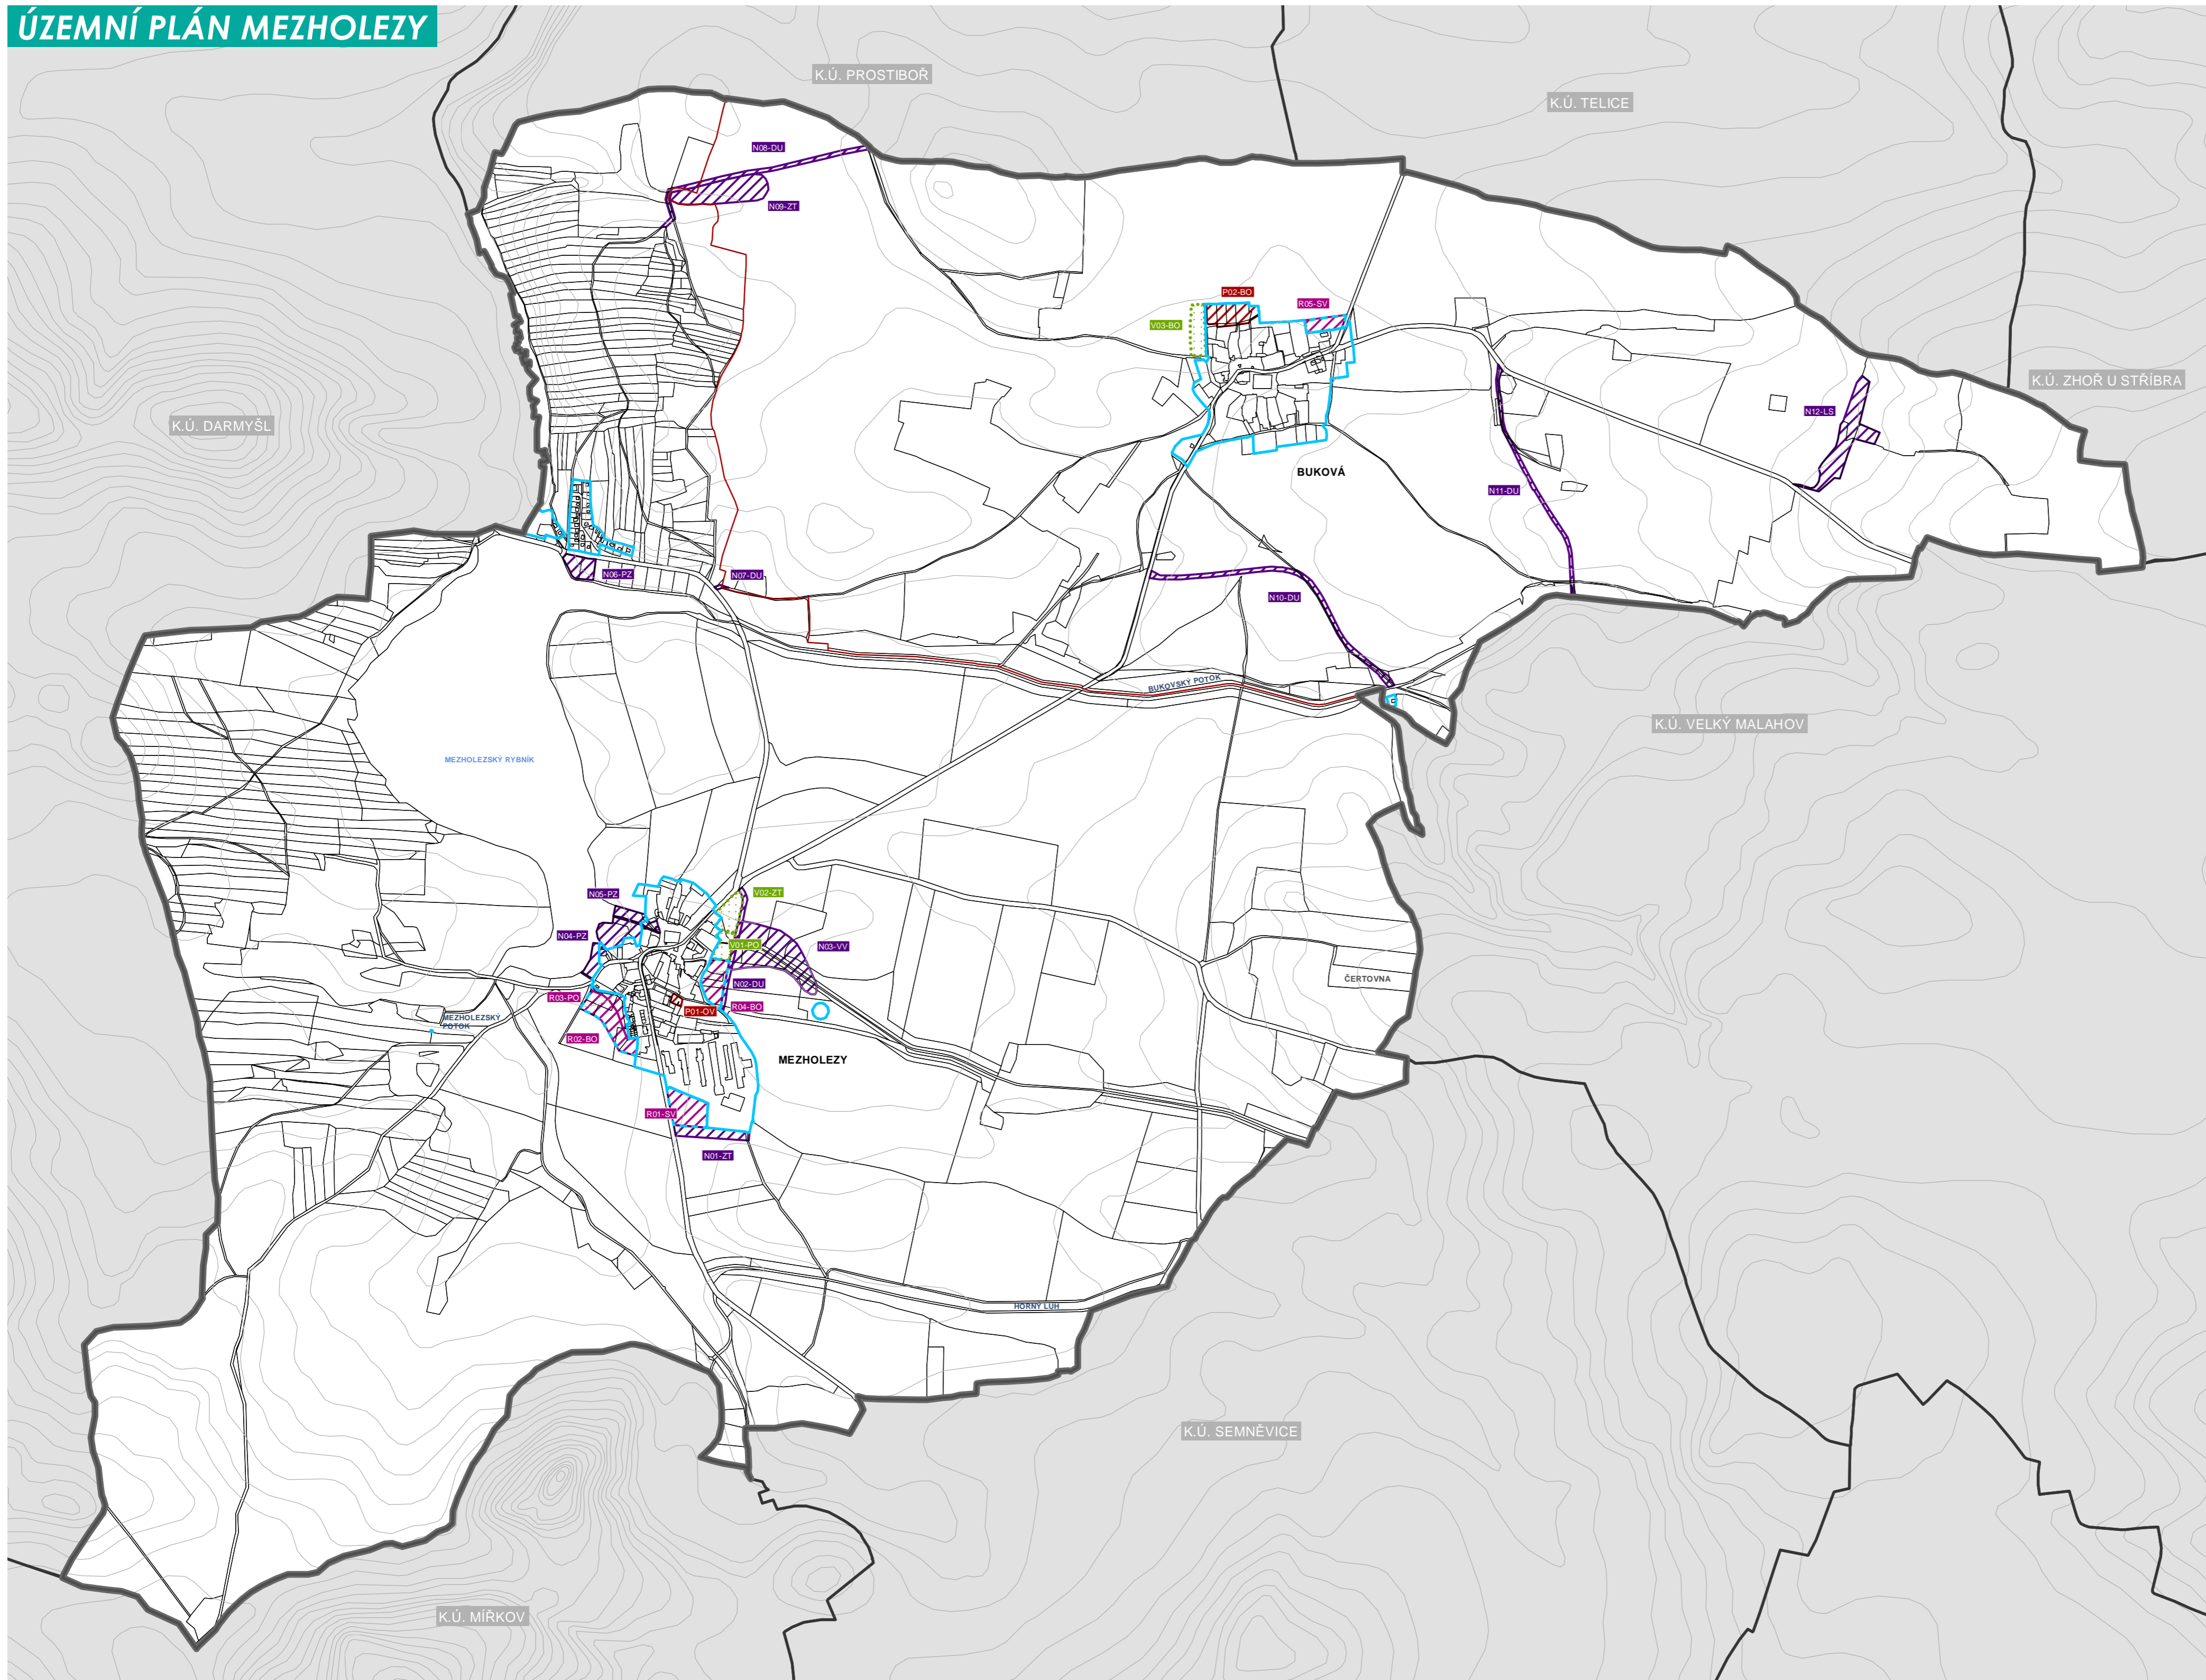 ÚZEMNÍ PLÁN MEZHOLEZY
K.Ú. PROSTIBOŘ
K.Ú. TELICE
N08-DU
N09-ZT
P02-BO
R05-SV
V03-BO
K.Ú. ZHOŘ U STŘÍBRA
N12-LS
K.Ú. DARMYŠL
BUKOVÁ
N11-DU
N06-PZ
N07-DU
N10-DU
BUKOVSKÝ POTOK
K.Ú. VELKÝ MALAHOV
MEZHOLEZSKÝ RYBNÍK
N05-PZ
V02-ZT
N04-PZ
V01-PO
N03-VV
ČERTOVNA
N02-DU
R03-PO
R04-BO
P01-OV
MEZHOLEZSKÝ
POTOK
R02-BO
MEZHOLEZY
R01-SV
N01-ZT
HORNÝ LUH
K.Ú. SEMNĚVICE
K.Ú. MÍŘKOV